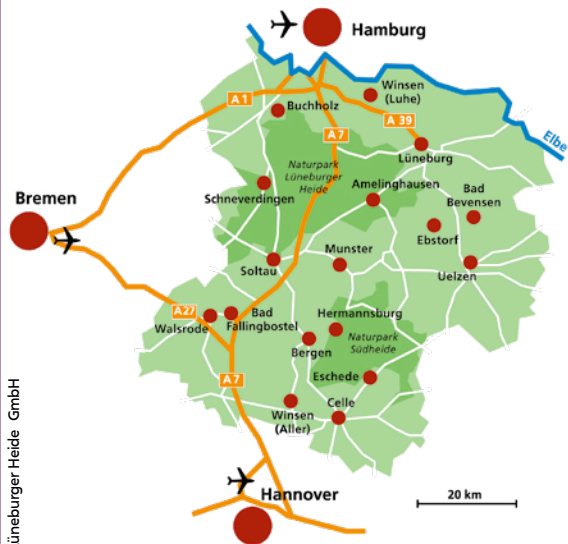 Hamburg
Winsen
(Luhe)
A 1
Buchholz
A 39
A 7
Elbe
Lüneburg
Naturpark
Lüneburger
Heide
Amelinghausen
Schneverdingen
Bad
Bevensen
Bremen
Ebstorf
Munster
Soltau
Uelzen
A27
Bad
Fallingbostel
Walsrode
Hermannsburg
Naturpark
Südheide
Bergen
A 7
Eschede
Celle
Winsen
(Aller)
Hannover
20 km
üneburger Heide GmbH